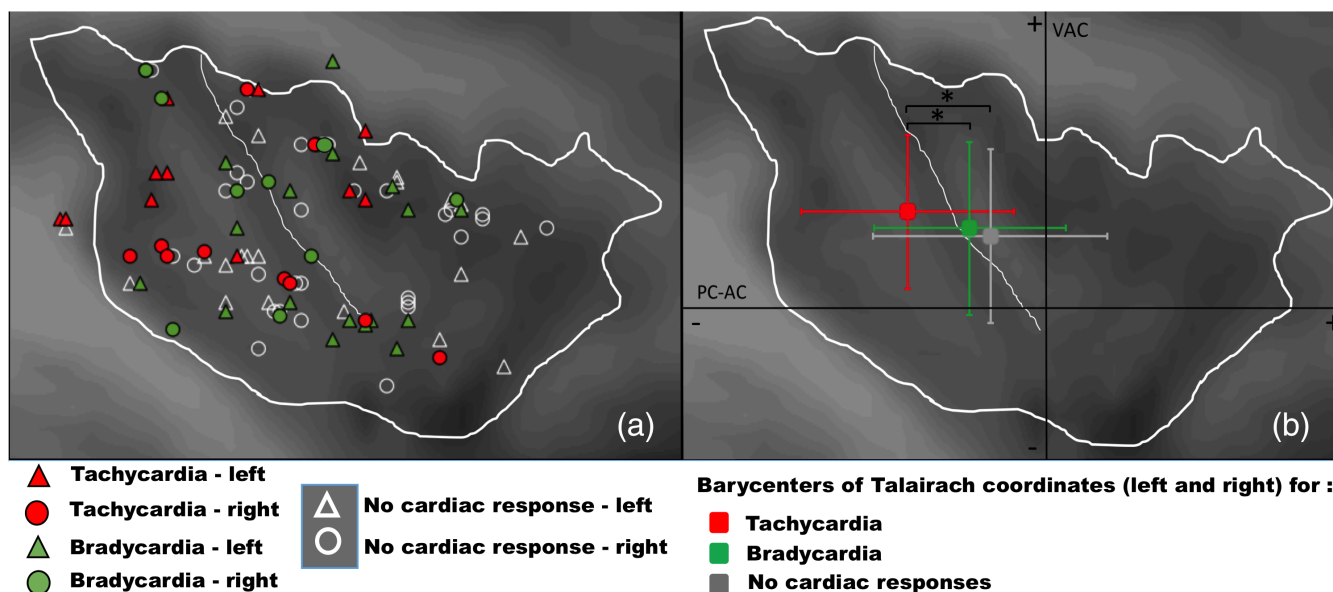 + VAC
*
*
PC-AC
-
+
-
(a)
(b)
Tachycardia - left
Tachycardia - right
Bradycardia - left
Bradycardia - right
No cardiac response - left
No cardiac response - right
Barycenters of Talairach coordinates (left and right) for :
Tachycardia
Bradycardia
No cardiac responses